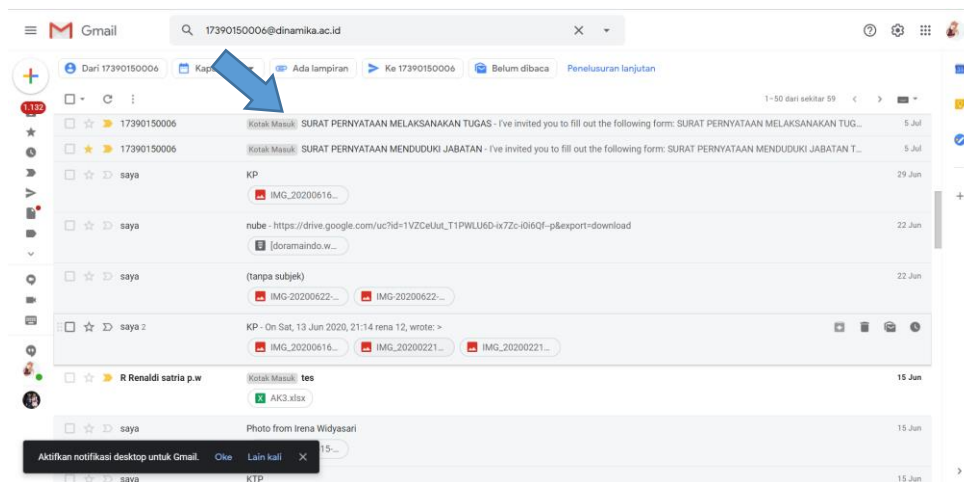 Gmail
17390150006@dinamika.ac.id
Dari 17390150006
Ada lampiran
Ke 17390150006
Belum dibaca
Penelusuran lanjutan
1.132
1–50 dari sekitar 59
17390150006 Kotak Masuk SURAT PERNYATAAN MELAKSANAKAN TUGAS - I've invited you to fill out the following form: SURAT PERNYATAAN MELAKSANAKAN TUG... 5 Jul
17390150006 Kotak Masuk SURAT PERNYATAAN MENDUDUKI JABATAN - I've invited you to fill out the following form: SURAT PERNYATAAN MENDUDUKI JABATAN T... 5 Jul
saya KP 29 Jun
IMG_20200616...
saya nube - https://drive.google.com/uc?id=1VZCeUut_T1PWLU6D-ix7Zc-i0i6Qf--p&export=download 22 Jun
[doramaindo.w...
saya (tanpa subjek) 22 Jun
IMG-20200622-... IMG-20200622-...
saya 2 KP - On Sat, 13 Jun 2020, 21:14 rena 12, wrote: >
IMG_20200616... IMG_20200221... IMG_20200221...
R Renaldi satria p.w Kotak Masuk tes 15 Jun
AK3.xlsx
saya Photo from Irena Widyasari 15 Jun
15-...
Aktifkan notifikasi desktop untuk Gmail. Oke Lain kali
saya KTP 15 Jun